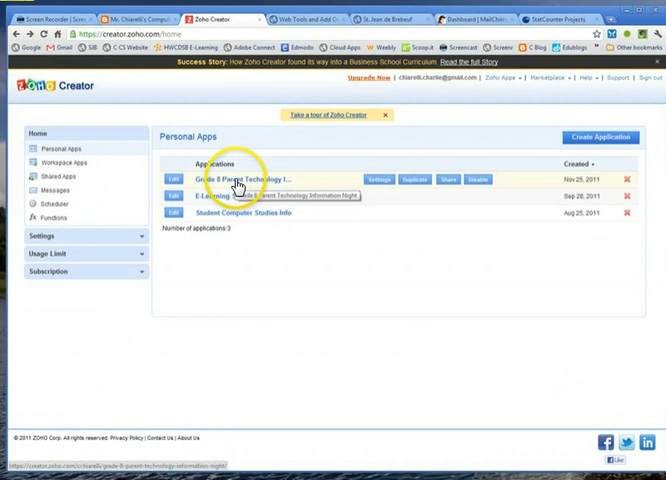 Screen Recorder | Scree
Mr. Chiarelli's Comput
Zoho Creator
Web Tools and Add O
St. Jean de Brebeuf
Dashboard | MailChim
StatCounter Projects
https://creator.zoho.com/home
Google Gmail SJB C CS Website HWCDSB E-Learning Adobe Connect Edmodo Cloud Apps Weebly Scoop.it Screencast Screenr C Blog Edublogs Other bookmarks
Success Story: How Zoho Creator found its way into a Business School Curriculum. Read the full Story
ZOHO Creator
Upgrade Now | chiarelli.charlie@gmail.com | Zoho Apps | Marketplace | Help | Support | Sign out
Take a tour of Zoho Creator
Home
Personal Apps
Workspace Apps
Shared Apps
Messages
Scheduler
Functions
Settings
Usage Limit
Subscription
Personal Apps
Create Application
Applications Created
Edit Grade 8 Parent Technology I... Settings Duplicate Share Disable Nov 25, 2011
Edit E-Learning Sep 28, 2011
8 Parent Technology Information Night
Edit Student Computer Studies Info Aug 25, 2011
Number of applications:3
© 2011 ZOHO Corp. All rights reserved. Privacy Policy | Contact Us | About Us
Like
https://creator.zoho.com/cchiarelli/grade-8-parent-technology-information-night/